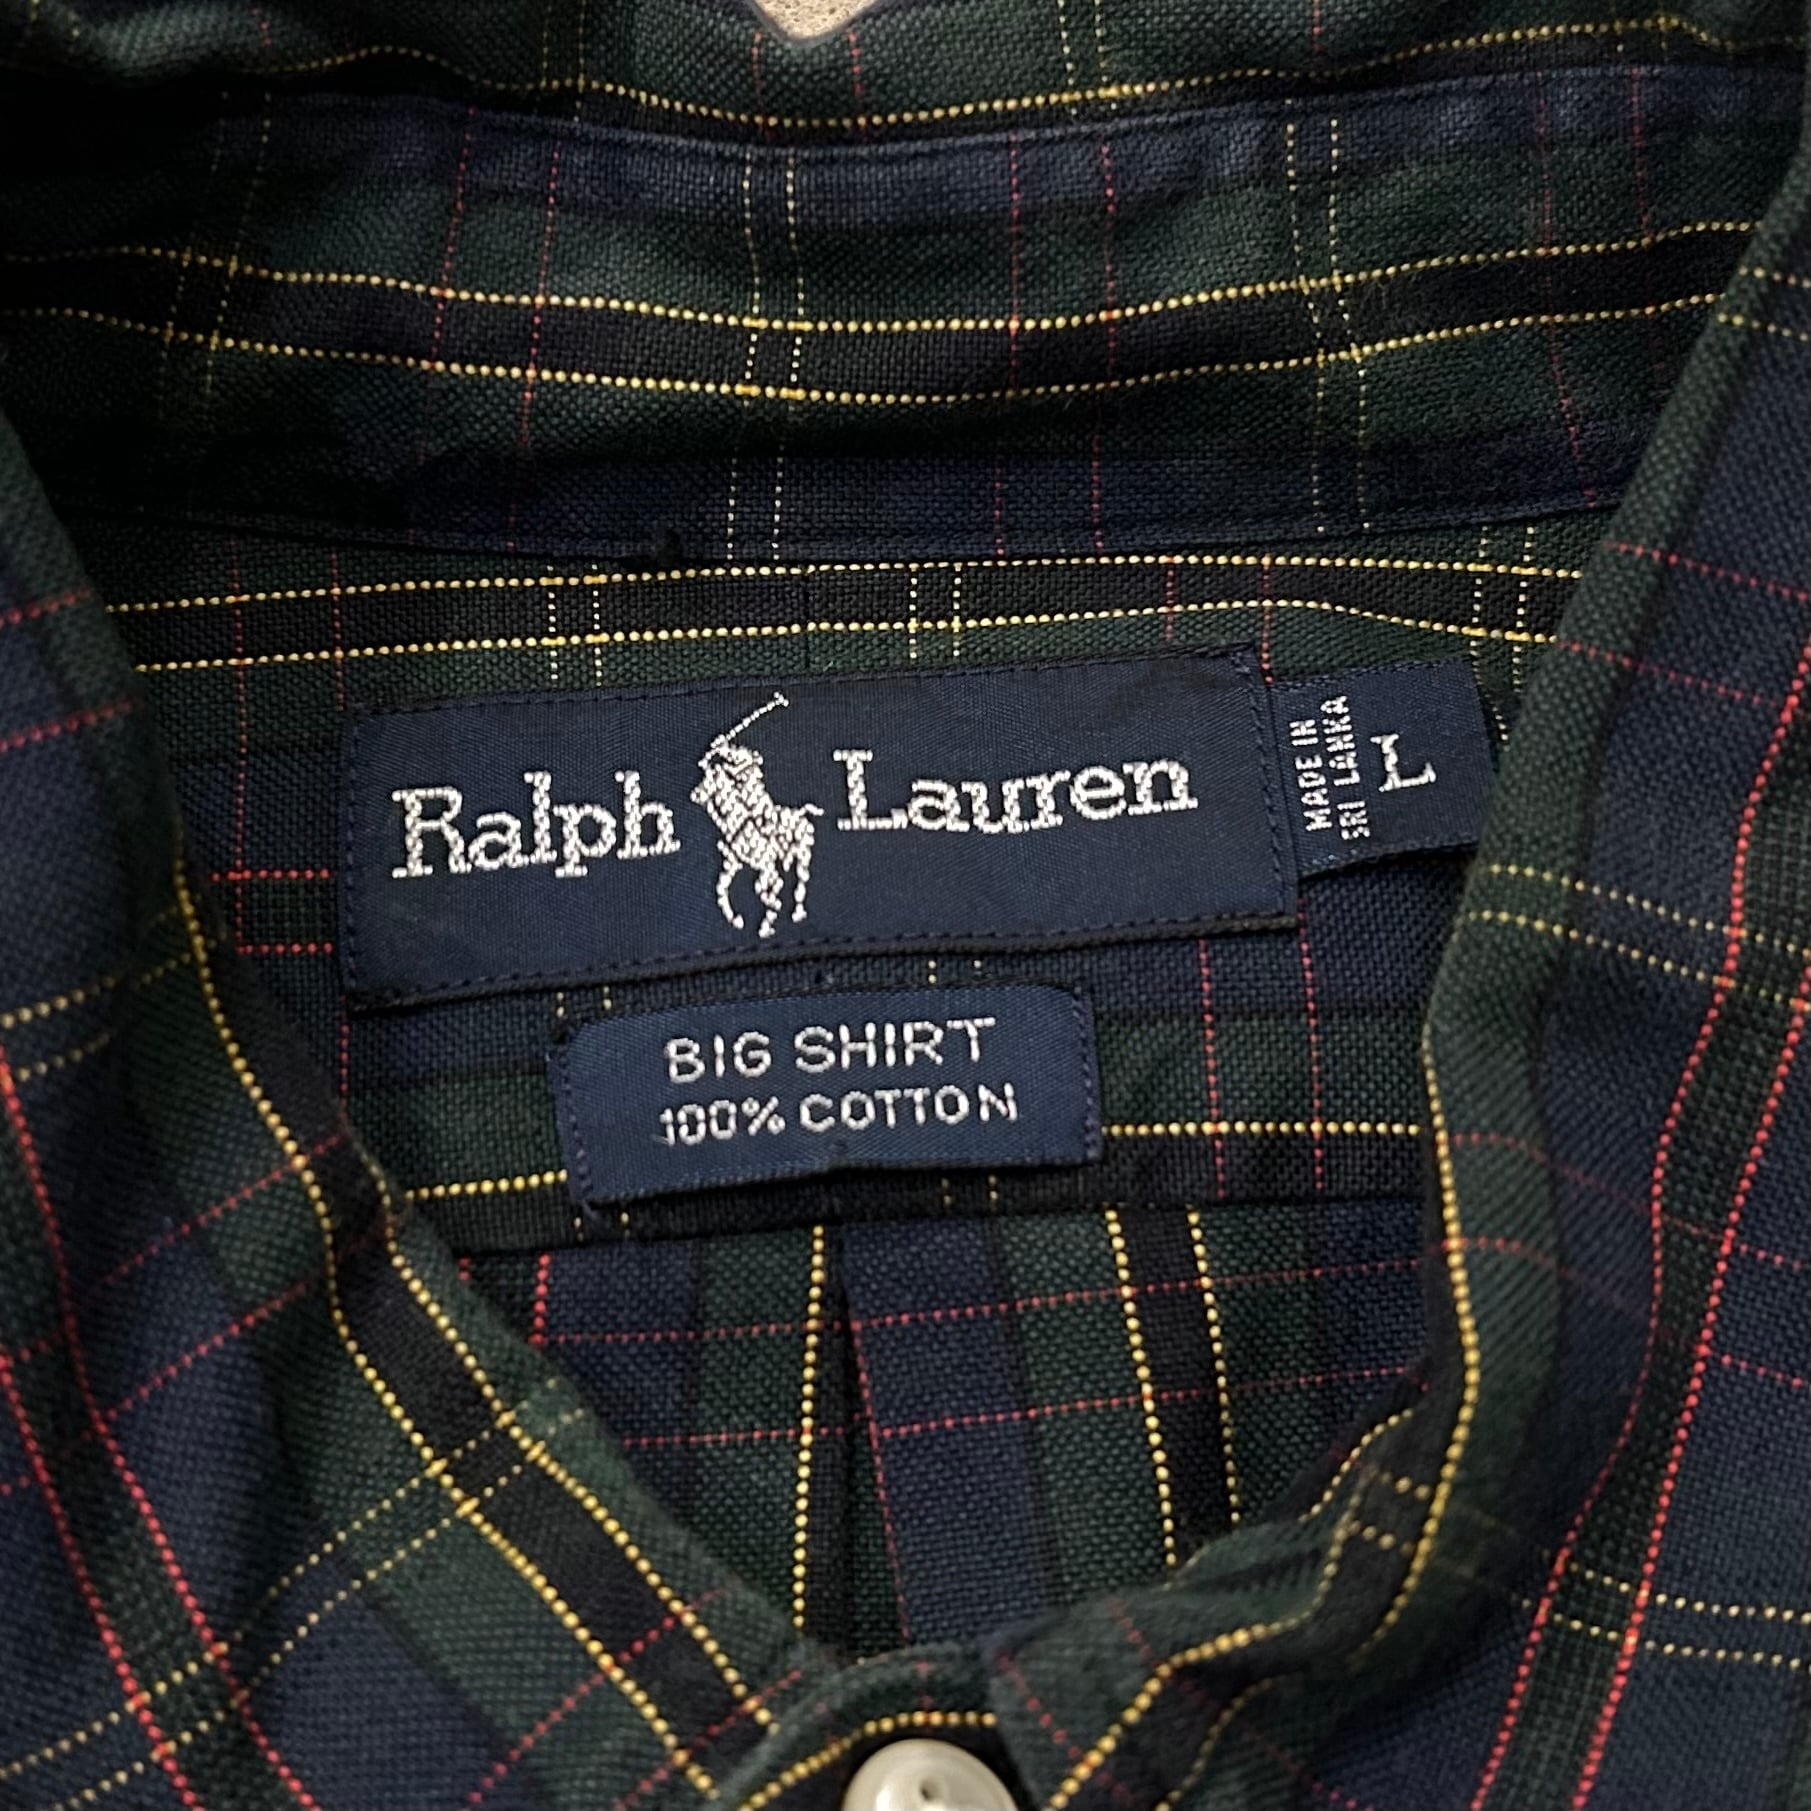 Ralph Lauren
MADE IN
SRI LANKA
L
BIG SHIRT
100% COTTON